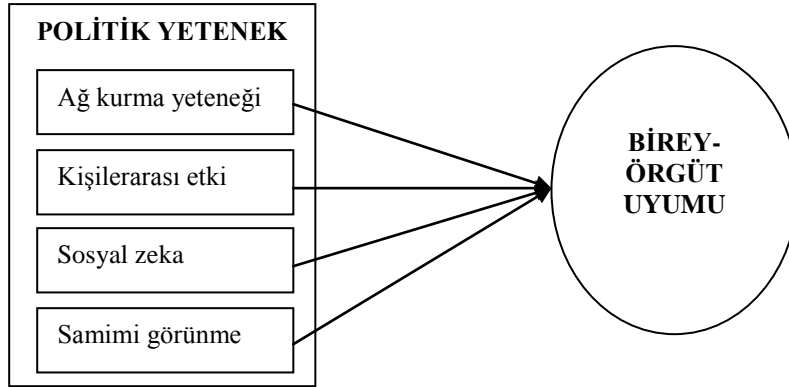 POLİTİK YETENEK
Ağ kurma yeteneği
Kişilerarası etki
Sosyal zeka
Samimi görünme
BİREY-
ÖRGÜT
UYUMU